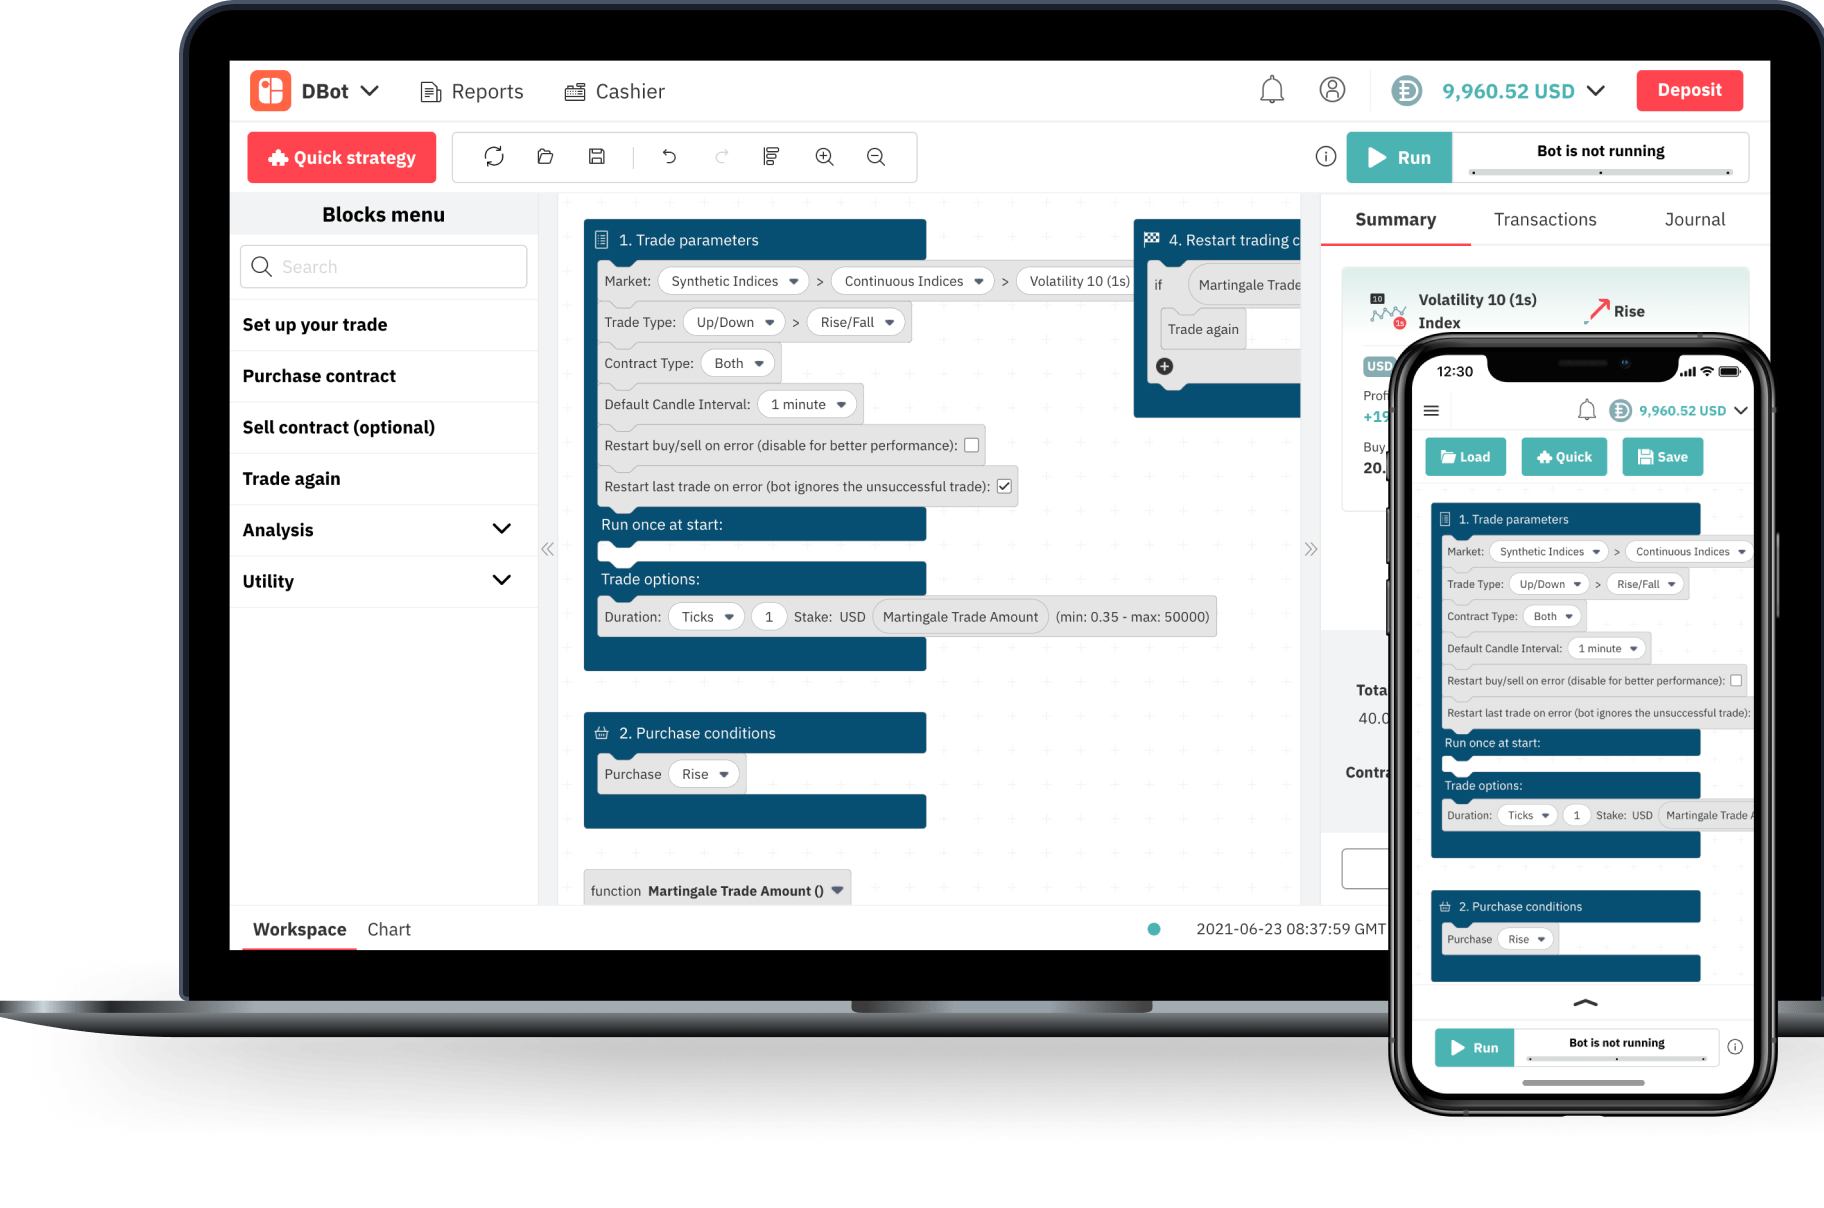 DBot
Reports
Cashier
9,960.52 USD
Deposit
Quick strategy
Run
Bot is not running
Blocks menu
Search
Set up your trade
Purchase contract
Sell contract (optional)
Trade again
Analysis
Utility
1. Trade parameters
Market: Synthetic Indices > Continuous Indices > Volatility 10 (1s)
Trade Type: Up/Down > Rise/Fall
Contract Type: Both
Default Candle Interval: 1 minute
Restart buy/sell on error (disable for better performance):
Restart last trade on error (bot ignores the unsuccessful trade):
Run once at start:
Trade options:
Duration: Ticks 1 Stake: USD Martingale Trade Amount (min: 0.35 - max: 50000)
2. Purchase conditions
Purchase Rise
function Martingale Trade Amount ()
4. Restart trading c
if Martingale Trade
Trade again
Summary
Transactions
Journal
10
1s
Volatility 10 (1s)
Index
Rise
USD
Profi
+19
Buy
20.
Tota
40.0
Contra
Workspace
Chart
2021-06-23 08:37:59 GMT
12:30
9,960.52 USD
Load
Quick
Save
1. Trade parameters
Market: Synthetic Indices > Continuous Indices
Trade Type: Up/Down > Rise/Fall
Contract Type: Both
Default Candle Interval: 1 minute
Restart buy/sell on error (disable for better performance):
Restart last trade on error (bot ignores the unsuccessful trade):
Run once at start:
Trade options:
Duration: Ticks 1 Stake: USD Martingale Trade A
2. Purchase conditions
Purchase Rise
Run
Bot is not running